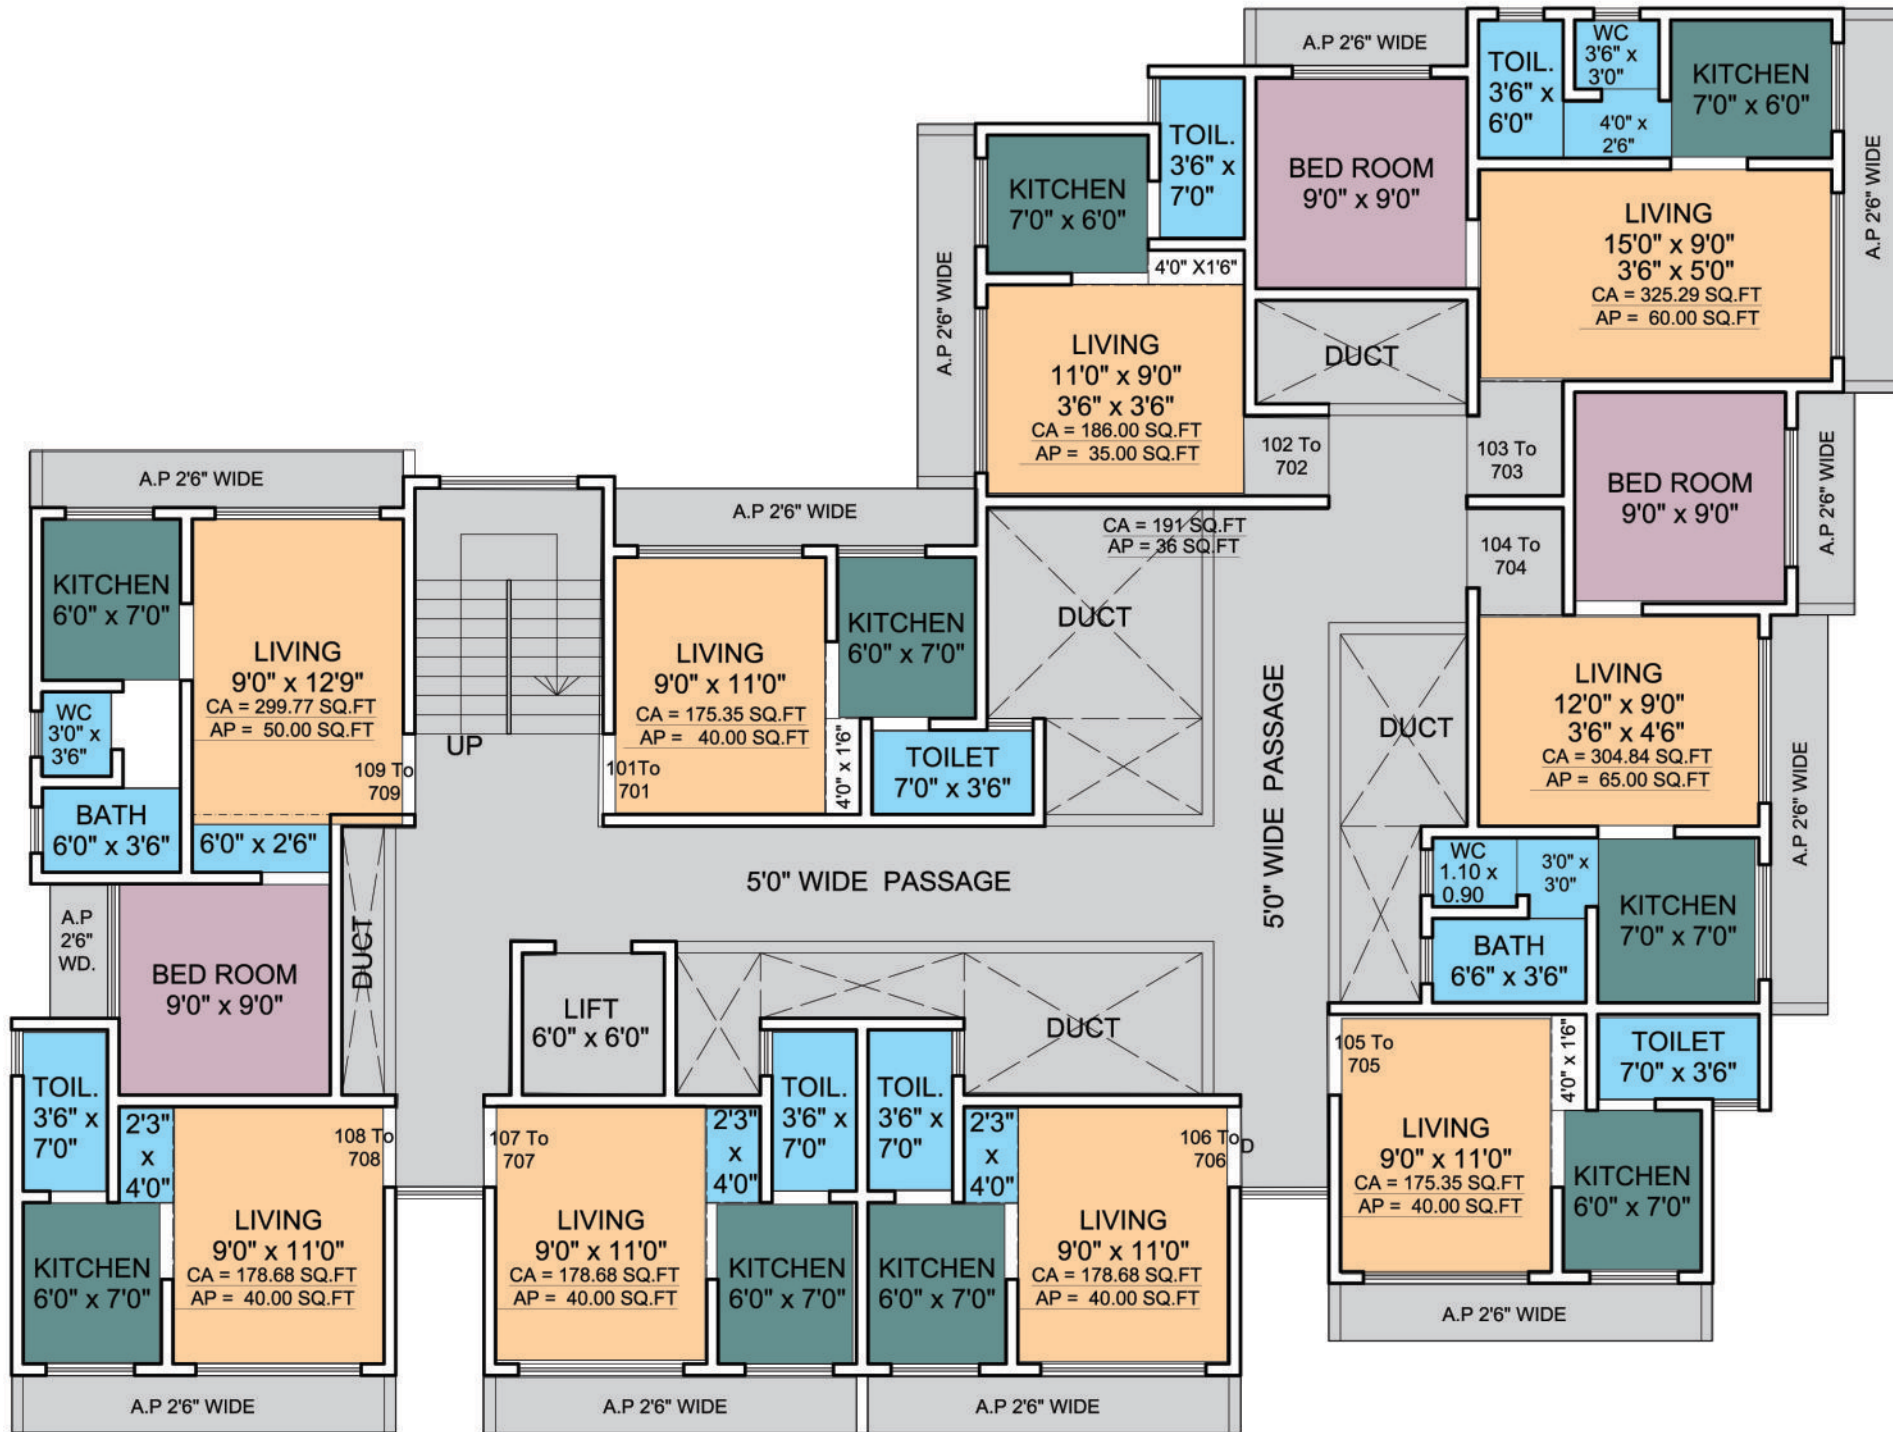 A.P 2'6" WIDE
TOIL.
3'6" x
6'0"
WC
3'6" x
3'0"
4'0" x
2'6"
KITCHEN
7'0" x 6'0"
A.P 2'6" WIDE
TOIL.
3'6" x
7'0"
BED ROOM
9'0" x 9'0"
KITCHEN
7'0" x 6'0"
A.P 2'6" WIDE
4'0" X1'6"
LIVING
15'0" x 9'0"
3'6" x 5'0"
CA = 325.29 SQ.FT
AP = 60.00 SQ.FT
LIVING
11'0" x 9'0"
3'6" x 3'6"
CA = 186.00 SQ.FT
AP = 35.00 SQ.FT
DUCT
102 To
702
103 To
703
BED ROOM
9'0" x 9'0"
A.P 2'6" WIDE
A.P 2'6" WIDE
A.P 2'6" WIDE
CA = 191 SQ.FT
AP = 36 SQ.FT
104 To
704
KITCHEN
6'0" x 7'0"
LIVING
9'0" x 12'9"
CA = 299.77 SQ.FT
AP = 50.00 SQ.FT
109 To
709
UP
LIVING
9'0" x 11'0"
CA = 175.35 SQ.FT
AP = 40.00 SQ.FT
101To
701
KITCHEN
6'0" x 7'0"
4'0" x 1'6"
TOILET
7'0" x 3'6"
DUCT
5'0" WIDE PASSAGE
DUCT
LIVING
12'0" x 9'0"
3'6" x 4'6"
CA = 304.84 SQ.FT
AP = 65.00 SQ.FT
A.P 2'6" WIDE
WC
3'0" x
3'6"
BATH
6'0" x 3'6"
6'0" x 2'6"
5'0" WIDE PASSAGE
WC
1.10 x
0.90
3'0" x
3'0"
KITCHEN
7'0" x 7'0"
BATH
6'6" x 3'6"
A.P
2'6"
WD.
BED ROOM
9'0" x 9'0"
DUCT
LIFT
6'0" x 6'0"
DUCT
105 To
705
4'0" x 1'6"
TOILET
7'0" x 3'6"
TOIL.
3'6" x
7'0"
2'3"
x
4'0"
108 To
708
107 To
707
2'3"
x
4'0"
TOIL.
3'6" x
7'0"
TOIL.
3'6" x
7'0"
2'3"
x
4'0"
106 To
706
D
LIVING
9'0" x 11'0"
CA = 175.35 SQ.FT
AP = 40.00 SQ.FT
KITCHEN
6'0" x 7'0"
KITCHEN
6'0" x 7'0"
LIVING
9'0" x 11'0"
CA = 178.68 SQ.FT
AP = 40.00 SQ.FT
LIVING
9'0" x 11'0"
CA = 178.68 SQ.FT
AP = 40.00 SQ.FT
KITCHEN
6'0" x 7'0"
KITCHEN
6'0" x 7'0"
LIVING
9'0" x 11'0"
CA = 178.68 SQ.FT
AP = 40.00 SQ.FT
A.P 2'6" WIDE
A.P 2'6" WIDE
A.P 2'6" WIDE
A.P 2'6" WIDE